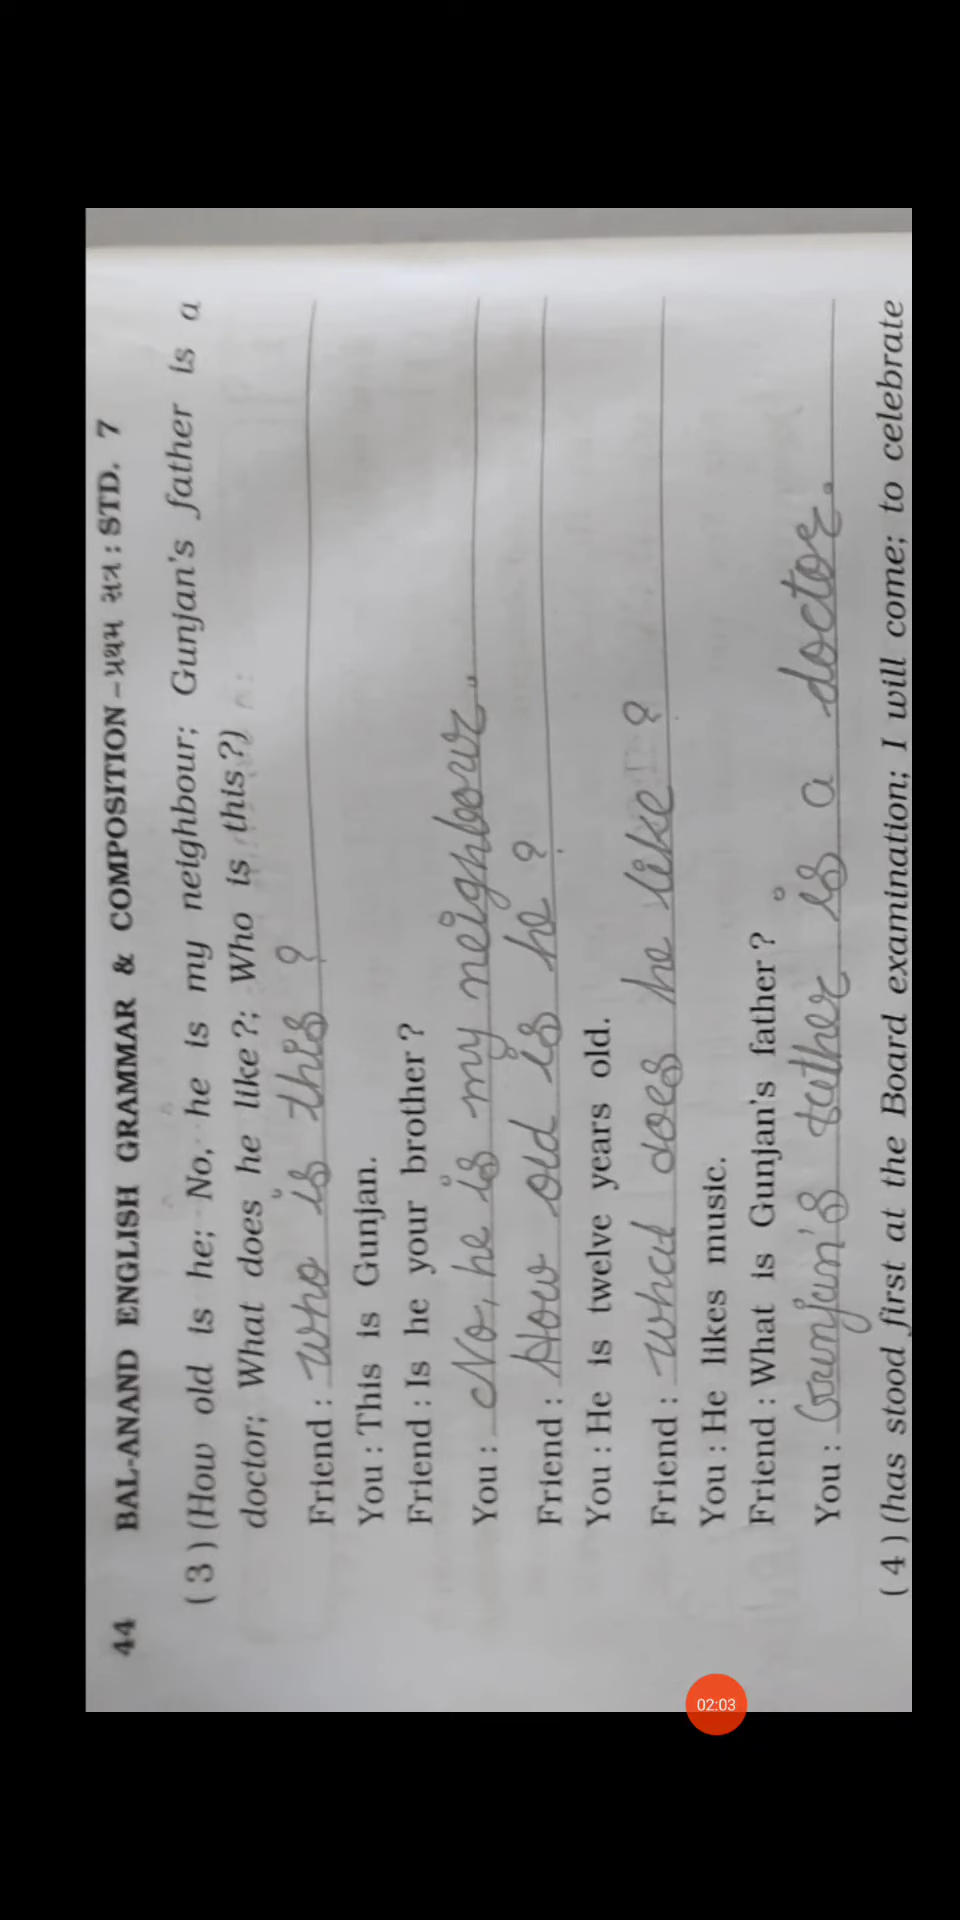 44 BAL-ANAND ENGLISH GRAMMAR & COMPOSITION – પ્રથમ સત્ર : STD. 7
( 3 ) (How old is he; No, he is my neighbour; Gunjan's father is a
doctor; What does he like ?; Who is this ?)
Friend : who is this ?
You : This is Gunjan.
Friend : Is he your brother ?
You : No, he is my neighbour.
Friend : How old is he ?
You : He is twelve years old.
Friend : what does he like ?
You : He likes music.
Friend : What is Gunjan's father ?
You : Gunjan's father is a doctor.
( 4 ) (has stood first at the Board examination; I will come; to celebrate
02:03